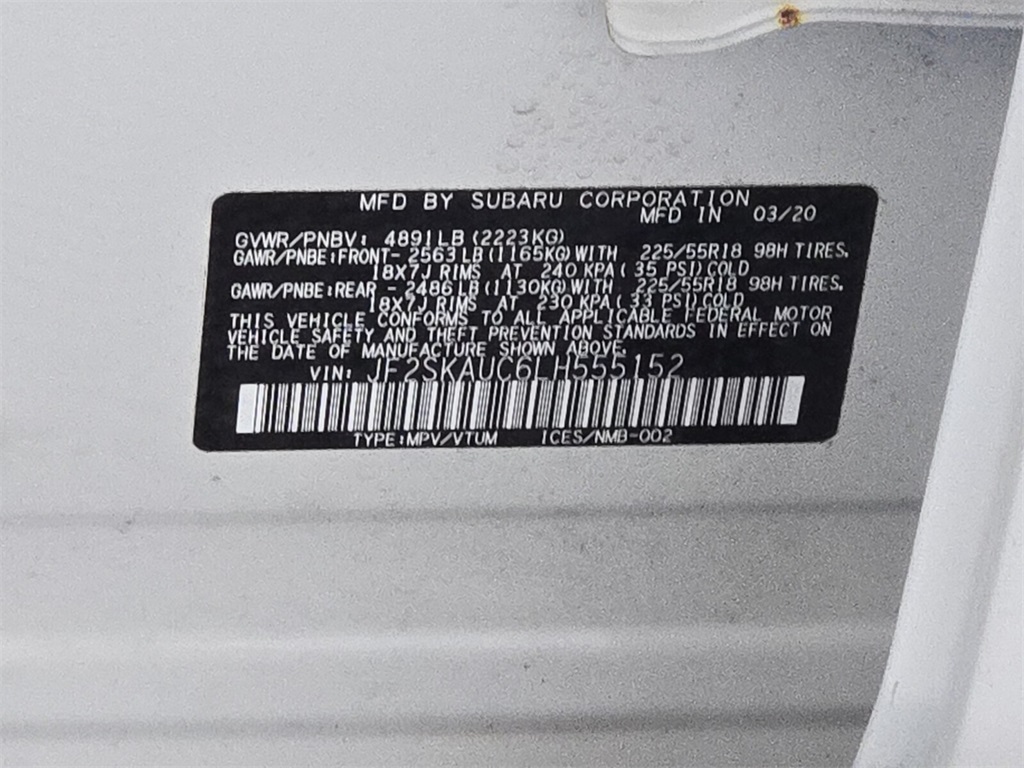 MFD BY SUBARU CORPORATION
MFD IN 03/20
GVWR/PNBV: 4891LB (2223KG)
GAWR/PNBE:FRONT- 2563LB(1165KG)WITH 225/55R18 98H TIRES.
18X7J RIMS AT 240 KPA( 35 PSI)COLD
GAWR/PNBE:REAR - 2486LB(1130KG)WITH 225/55R18 98H TIRES.
18X7J RIMS AT 230 KPA( 33 PSI)COLD
THIS VEHICLE CONFORMS TO ALL APPLICABLE FEDERAL MOTOR
VEHICLE SAFETY AND THEFT PREVENTION STANDARDS IN EFFECT ON
THE DATE OF MANUFACTURE SHOWN ABOVE.
VIN: JF2SKAUC6LH555152
TYPE:MPV/VTUM ICES/NMB-002